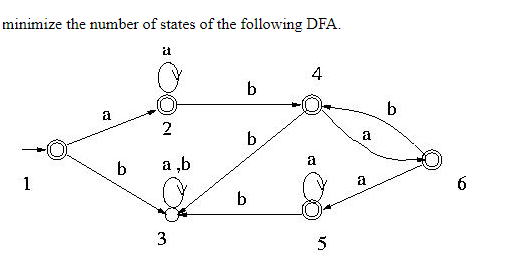 minimize the number of states of the following DFA.
a
4
b
b
a
2
b
a
b
a ,b
a
a
1
b
6
3
5